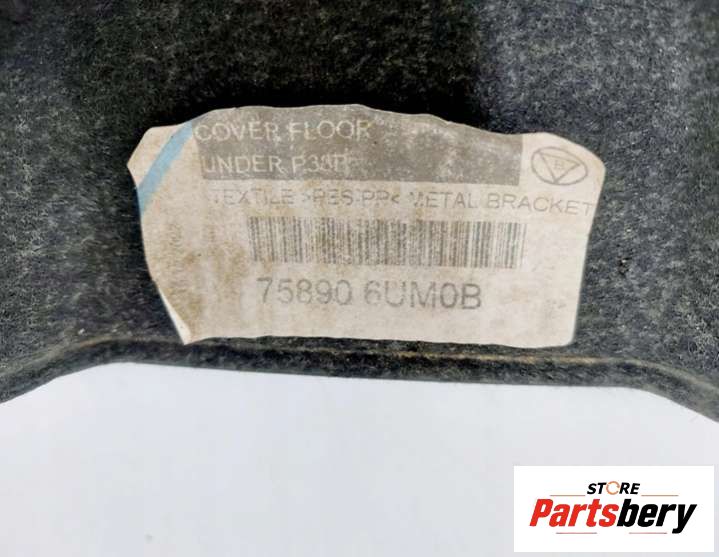 COVER FLOOR
UNDER P33B
TEXTILE >PES PP< METAL BRACKET
75890 6UM0B
STORE
Partsbery